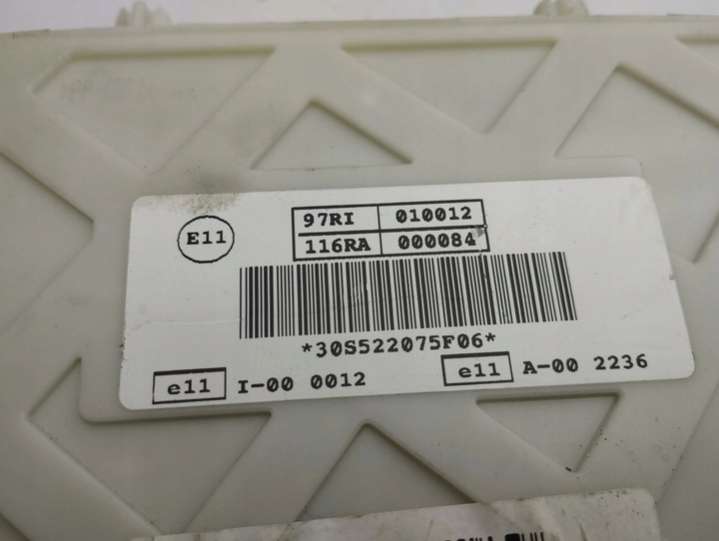 E11
97RI 010012
116RA 000084
*30S522075F06*
e11 I-00 0012
e11 A-00 2236